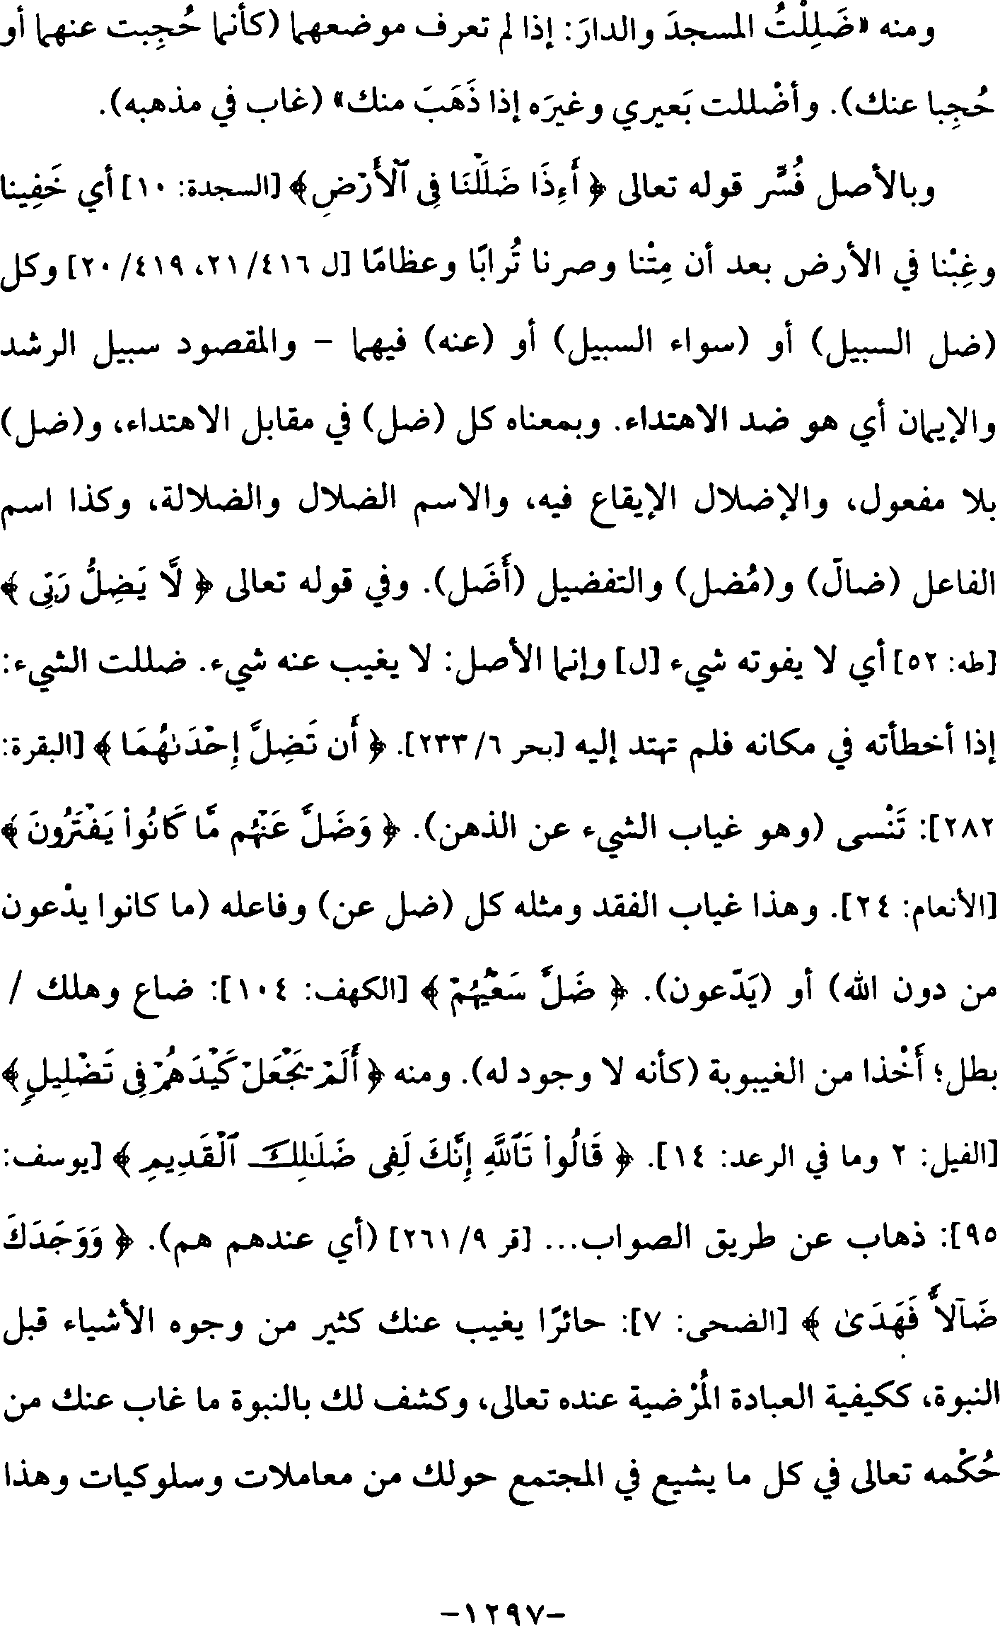 ومنه «ضَلِلْتُ المسجدَ والدارَ: إذا لم تعرف موضعهما (كأنما حُجِبت عنهما أو
حُجِبا عنك). وأضْللت بَعيري وغيرَه إذا ذَهَبَ منك» (غاب في مذهبه).
وبالأصل فُسِّر قوله تعالى ﴿ أَءِذَا ضَلَلْنَا فِى ٱلْأَرْضِ﴾ [السجدة: ١٠] أي خَفِينا
وغِبْنا في الأرض بعد أن مِتْنا وصرنا تُرابًا وعظامًا [ل ٢١/٤١٦، ٢٠/٤١٩] وكل
(ضل السبيل) أو (سواء السبيل) أو (عنه) فيهما – والمقصود سبيل الرشد
والإيمان أي هو ضد الاهتداء. وبمعناه كل (ضل) في مقابل الاهتداء، و(ضل)
بلا مفعول، والإضلال الإيقاع فيه، والاسم الضلال والضلالة، وكذا اسم
الفاعل (ضالّ) و(مُضل) والتفضيل (أَضَل). وفي قوله تعالى ﴿ لَّا يَضِلُّ رَبِّى ﴾
[طه: ٥٢] أي لا يفوته شيء [ل] وإنما الأصل: لا يغيب عنه شيء. ضللت الشيء:
إذا أخطأته في مكانه فلم تهتد إليه [بحر ٢٣٣/٦]. ﴿ أَن تَضِلَّ إِحْدَىٰهُمَا ﴾ [البقرة:
٢٨٢]: تَنْسى (وهو غياب الشيء عن الذهن). ﴿ وَضَلَّ عَنْهُم مَّا كَانُوا۟ يَفْتَرُونَ ﴾
[الأنعام: ٢٤]. وهذا غياب الفقد ومثله كل (ضل عن) وفاعله (ما كانوا يدْعون
من دون الله) أو (يَدّعون). ﴿ ضَلَّ سَعْيُهُمْ ﴾ [الكهف: ١٠٤]: ضاع وهلك /
بطل؛ أَخْذا من الغيبوبة (كأنه لا وجود له). ومنه ﴿ أَلَمْ يَجْعَلْ كَيْدَهُمْ فِى تَضْلِيلٍ ﴾
[الفيل: ٢ وما في الرعد: ١٤]. ﴿ قَالُوا۟ تَٱللَّهِ إِنَّكَ لَفِى ضَلَـٰلِكَ ٱلْقَدِيمِ ﴾ [يوسف:
٩٥]: ذهاب عن طريق الصواب... [قر ٢٦١/٩] (أي عندهم هم). ﴿ وَوَجَدَكَ
ضَآلًّا فَهَدَىٰ ﴾ [الضحى: ٧]: حائرًا يغيب عنك كثير من وجوه الأشياء قبل
النبوة، ككيفية العبادة المُرْضية عنده تعالى، وكشف لك بالنبوة ما غاب عنك من
حُكْمه تعالى في كل ما يشيع في المجتمع حولك من معاملات وسلوكيات وهذا
-١٢٩٧-